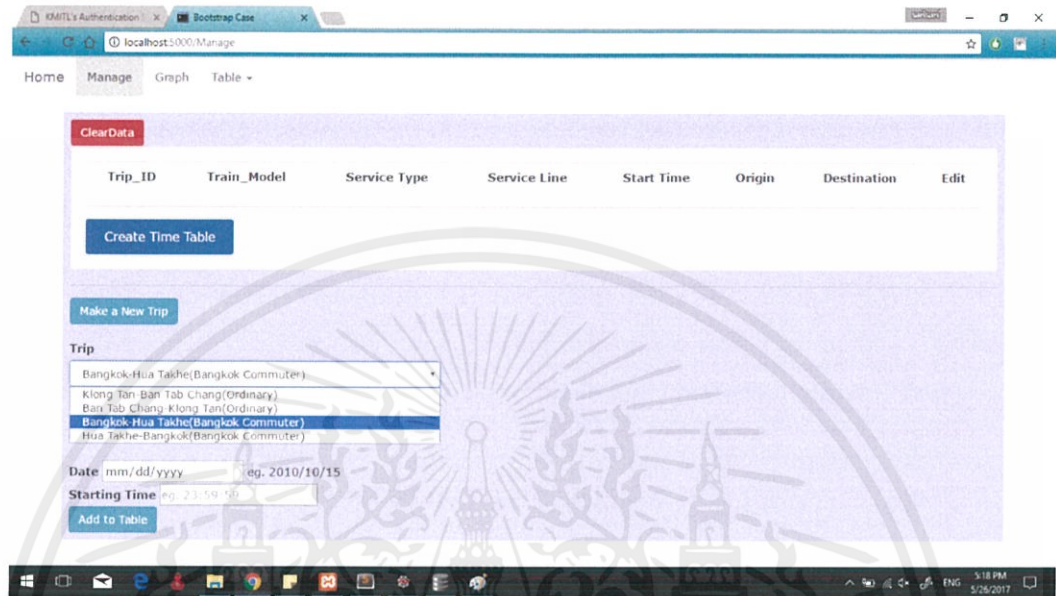 KMITL's Authentication
Bootstrap Case
localhost:5000/Manage
Home Manage Graph Table
ClearData
Trip_ID Train_Model Service Type Service Line Start Time Origin Destination Edit
Create Time Table
Make a New Trip
Trip
Bangkok-Hua Takhe(Bangkok Commuter)
Klong Tan-Ban Tab Chang(Ordinary)
Ban Tab Chang-Klong Tan(Ordinary)
Bangkok-Hua Takhe(Bangkok Commuter)
Hua Takhe-Bangkok(Bangkok Commuter)
Date mm/dd/yyyy eg. 2010/10/15
Starting Time eg. 23:59:59
Add to Table
ENG 5:18 PM
5/26/2017